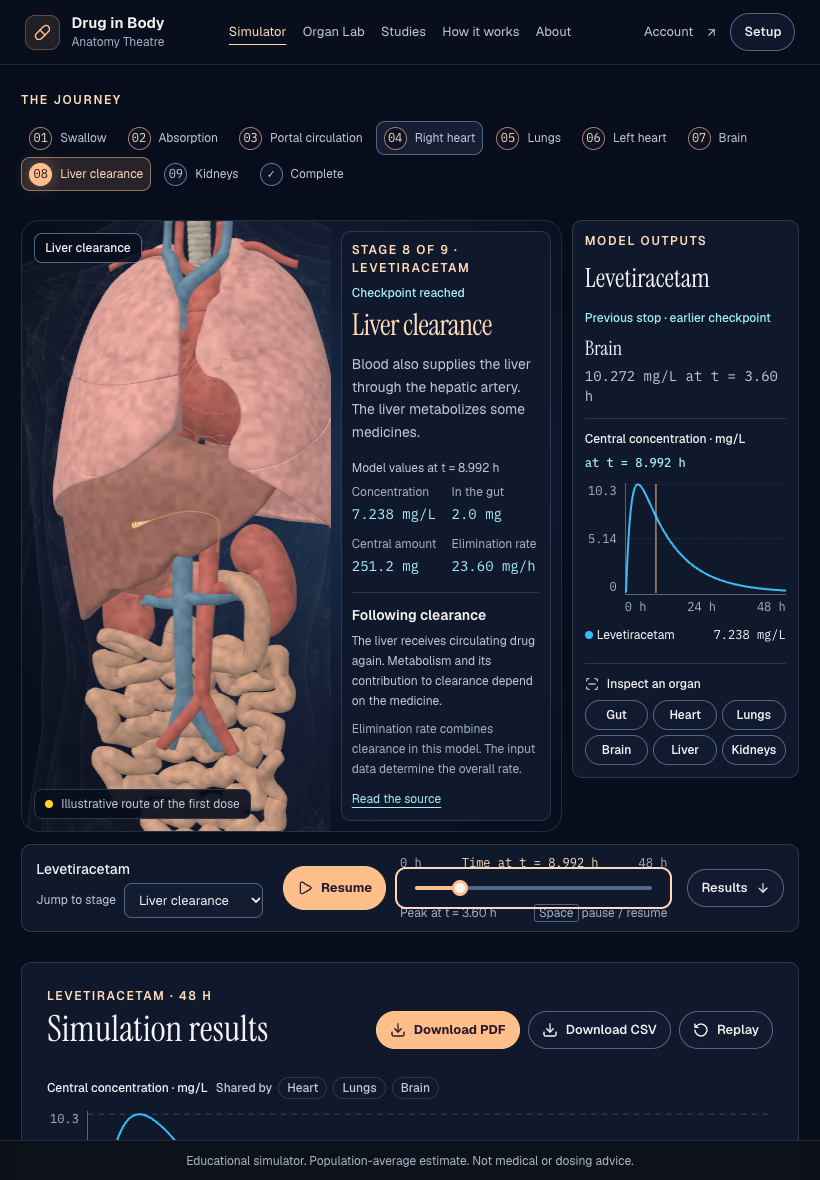 Drug in Body
Anatomy Theatre
Simulator
Organ Lab
Studies
How it works
About
Account
Setup
THE JOURNEY
01 Swallow
02 Absorption
03 Portal circulation
04 Right heart
05 Lungs
06 Left heart
07 Brain
08 Liver clearance
09 Kidneys
✓ Complete
Liver clearance
Illustrative route of the first dose
STAGE 8 OF 9 ·
LEVETIRACETAM
Checkpoint reached
Liver clearance
Blood also supplies the liver
through the hepatic artery.
The liver metabolizes some
medicines.
Model values at t = 8.992 h
Concentration
7.238 mg/L
In the gut
2.0 mg
Central amount
251.2 mg
Elimination rate
23.60 mg/h
Following clearance
The liver receives circulating drug
again. Metabolism and its
contribution to clearance depend
on the medicine.
Elimination rate combines
clearance in this model. The input
data determine the overall rate.
Read the source
MODEL OUTPUTS
Levetiracetam
Previous stop · earlier checkpoint
Brain
10.272 mg/L at t = 3.60
h
Central concentration · mg/L
at t = 8.992 h
10.3
5.14
0
0 h
24 h
48 h
Levetiracetam
7.238 mg/L
Inspect an organ
Gut
Heart
Lungs
Brain
Liver
Kidneys
Levetiracetam
Jump to stage
Liver clearance
Resume
0 h
Time at t = 8.992 h
48 h
Peak at t = 3.60 h
Space pause / resume
Results
LEVETIRACETAM · 48 H
Simulation results
Download PDF
Download CSV
Replay
Central concentration · mg/L
Shared by
Heart
Lungs
Brain
10.3
Educational simulator. Population-average estimate. Not medical or dosing advice.